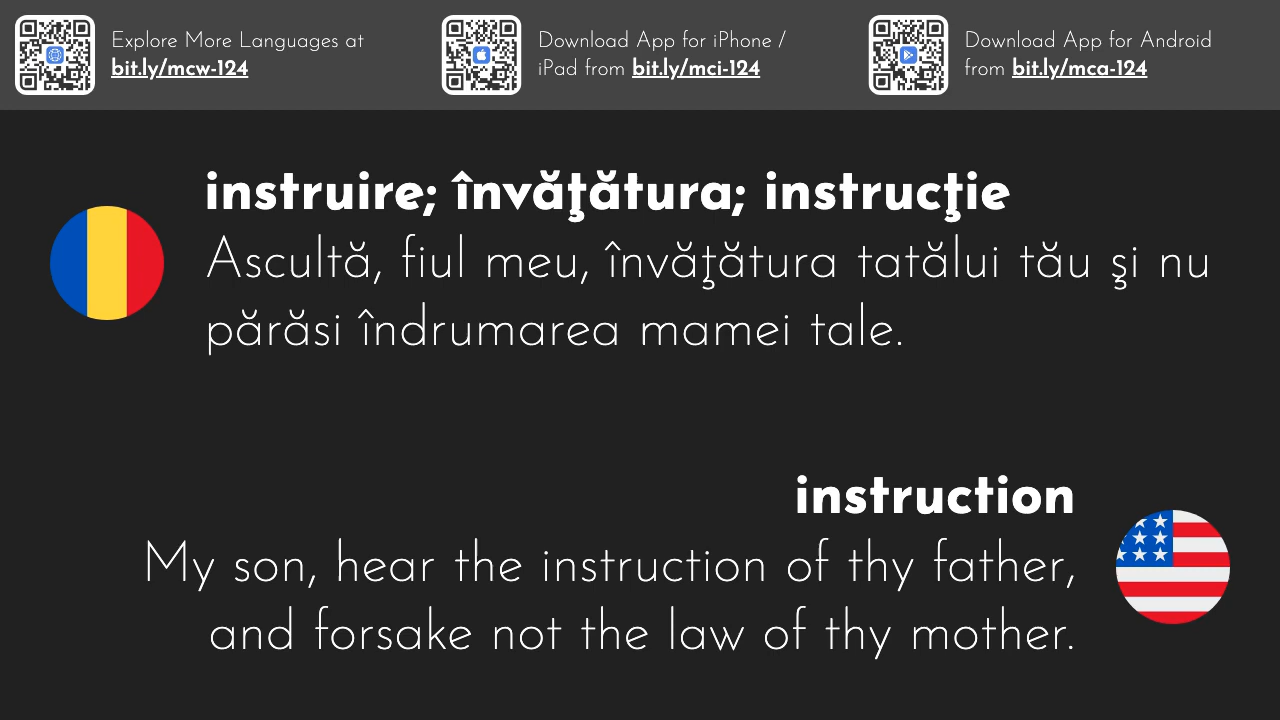 Explore More Languages at
bit.ly/mcw-124
Download App for iPhone /
iPad from bit.ly/mci-124
Download App for Android
from bit.ly/mca-124
instruire; învăţătura; instrucţie
Ascultă, fiul meu, învăţătura tatălui tău şi nu
părăsi îndrumarea mamei tale.
instruction
My son, hear the instruction of thy father,
and forsake not the law of thy mother.